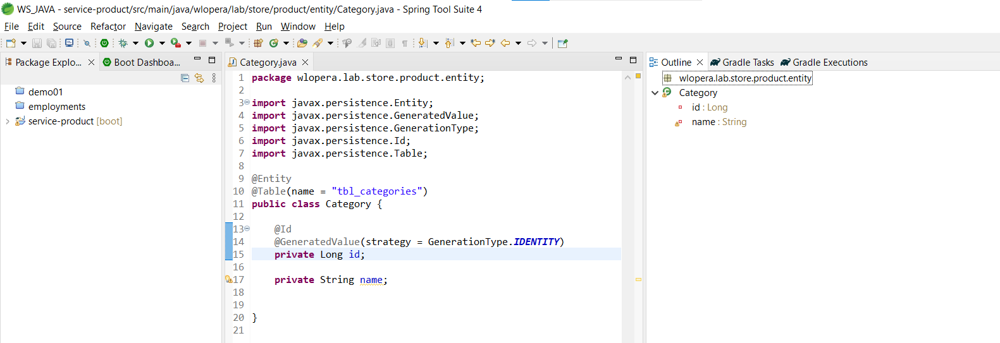 WS_JAVA - service-product/src/main/java/wlopera/lab/store/product/entity/Category.java - Spring Tool Suite 4
File Edit Source Refactor Navigate Search Project Run Window Help
Package Explo...
Boot Dashboa...
demo01
employments
service-product [boot]
Category.java
1 package wlopera.lab.store.product.entity;
2
3 import javax.persistence.Entity;
4 import javax.persistence.GeneratedValue;
5 import javax.persistence.GenerationType;
6 import javax.persistence.Id;
7 import javax.persistence.Table;
8
9 @Entity
10 @Table(name = "tbl_categories")
11 public class Category {
12
13 @Id
14 @GeneratedValue(strategy = GenerationType.IDENTITY)
15 private Long id;
16
17 private String name;
18
19
20 }
21
Outline
Gradle Tasks
Gradle Executions
wlopera.lab.store.product.entity
Category
id : Long
name : String